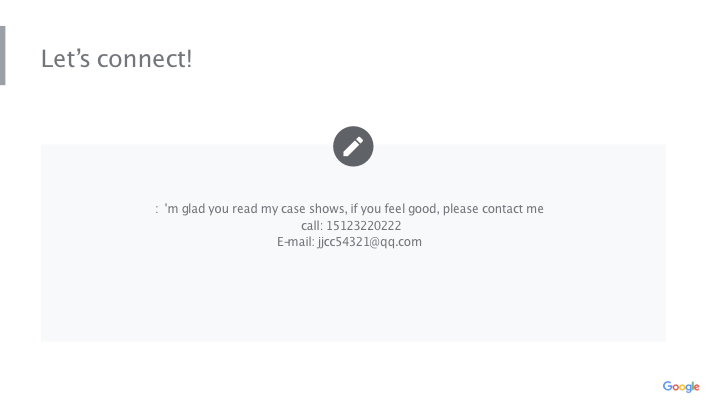 Let’s connect!
: 'm glad you read my case shows, if you feel good, please contact me
call: 15123220222
E-mail: jjcc54321@qq.com
Google